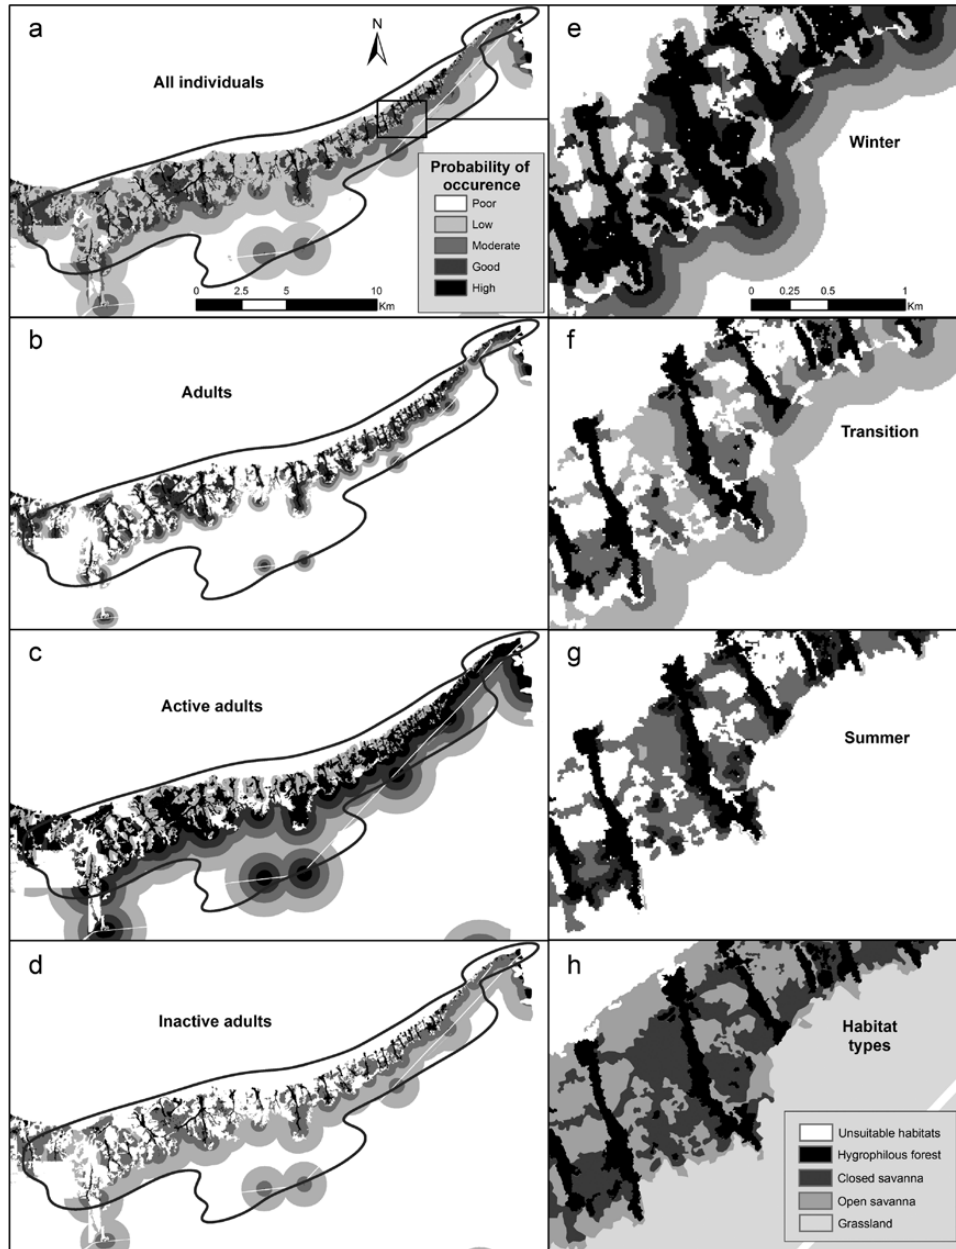 a
N
All individuals
Probability of
occurence
Poor
Low
Moderate
Good
High
0 2.5 5 10
Km
b
Adults
c
Active adults
d
Inactive adults
e
Winter
0 0.25 0.5 1
Km
f
Transition
g
Summer
h
Habitat
types
Unsuitable habitats
Hygrophilous forest
Closed savanna
Open savanna
Grassland